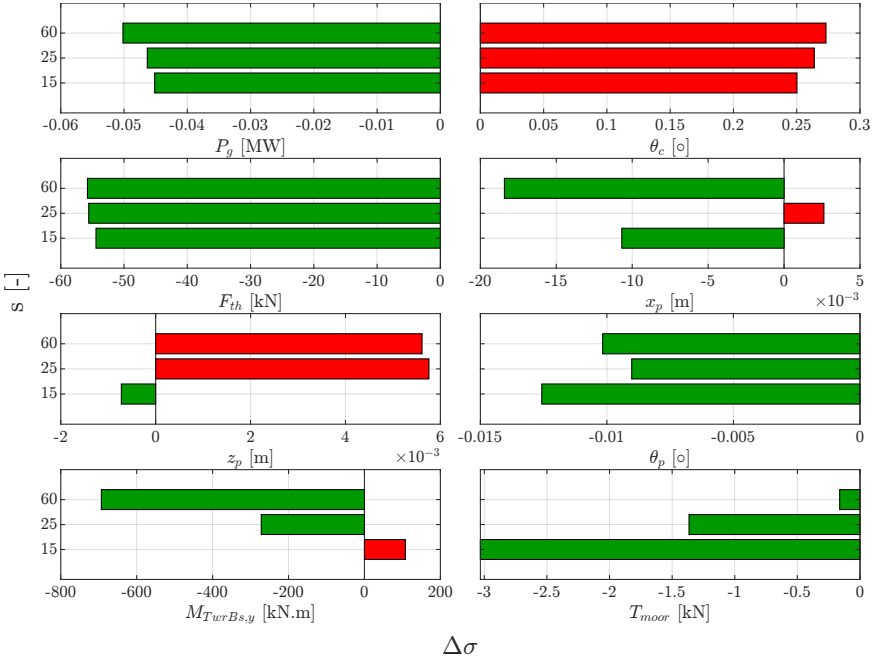 60
25
15
-0.06 -0.05 -0.04 -0.03 -0.02 -0.01 0
P_g [MW]
60
25
15
0 0.05 0.1 0.15 0.2 0.25 0.3
θ_c [∘]
60
25
15
-60 -50 -40 -30 -20 -10 0
F_th [kN]
-20 -15 -10 -5 0 5
x_p [m] ×10^-3
s [-]
60
25
15
-2 0 2 4 6
z_p [m] ×10^-3
-0.015 -0.01 -0.005 0
θ_p [∘]
60
25
15
-800 -600 -400 -200 0 200
M_TwrBs,y [kN.m]
-3 -2.5 -2 -1.5 -1 -0.5 0
T_moor [kN]
Δσ